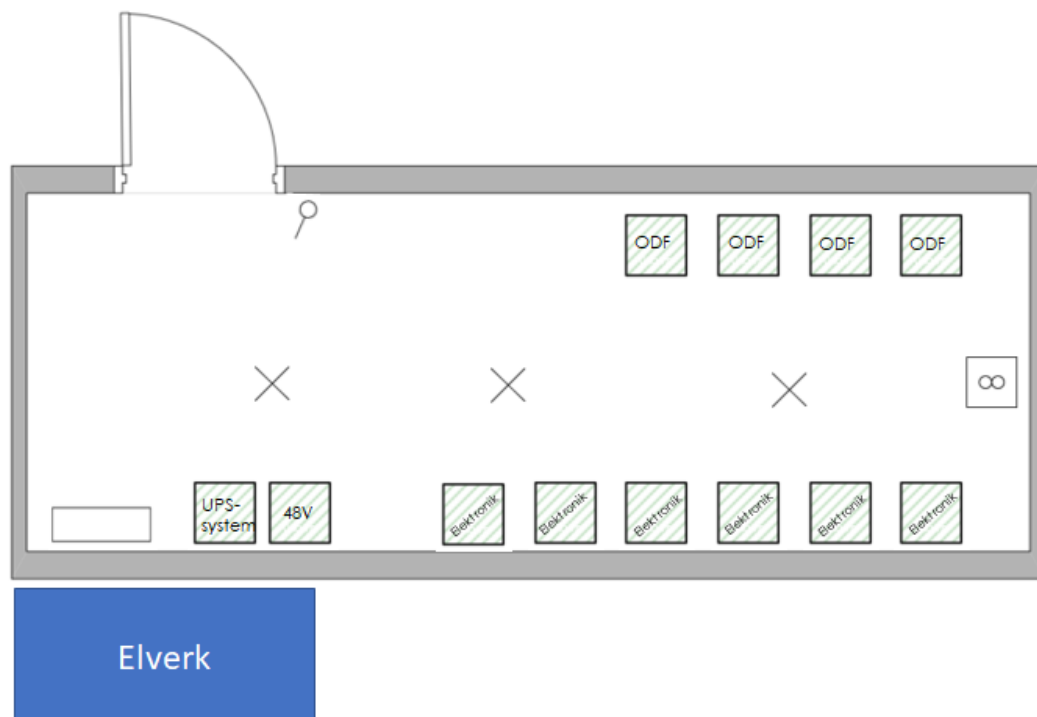 ODF
ODF
ODF
ODF
UPS-
system
48V
Elektronik
Elektronik
Elektronik
Elektronik
Elektronik
Elektronik
Elverk